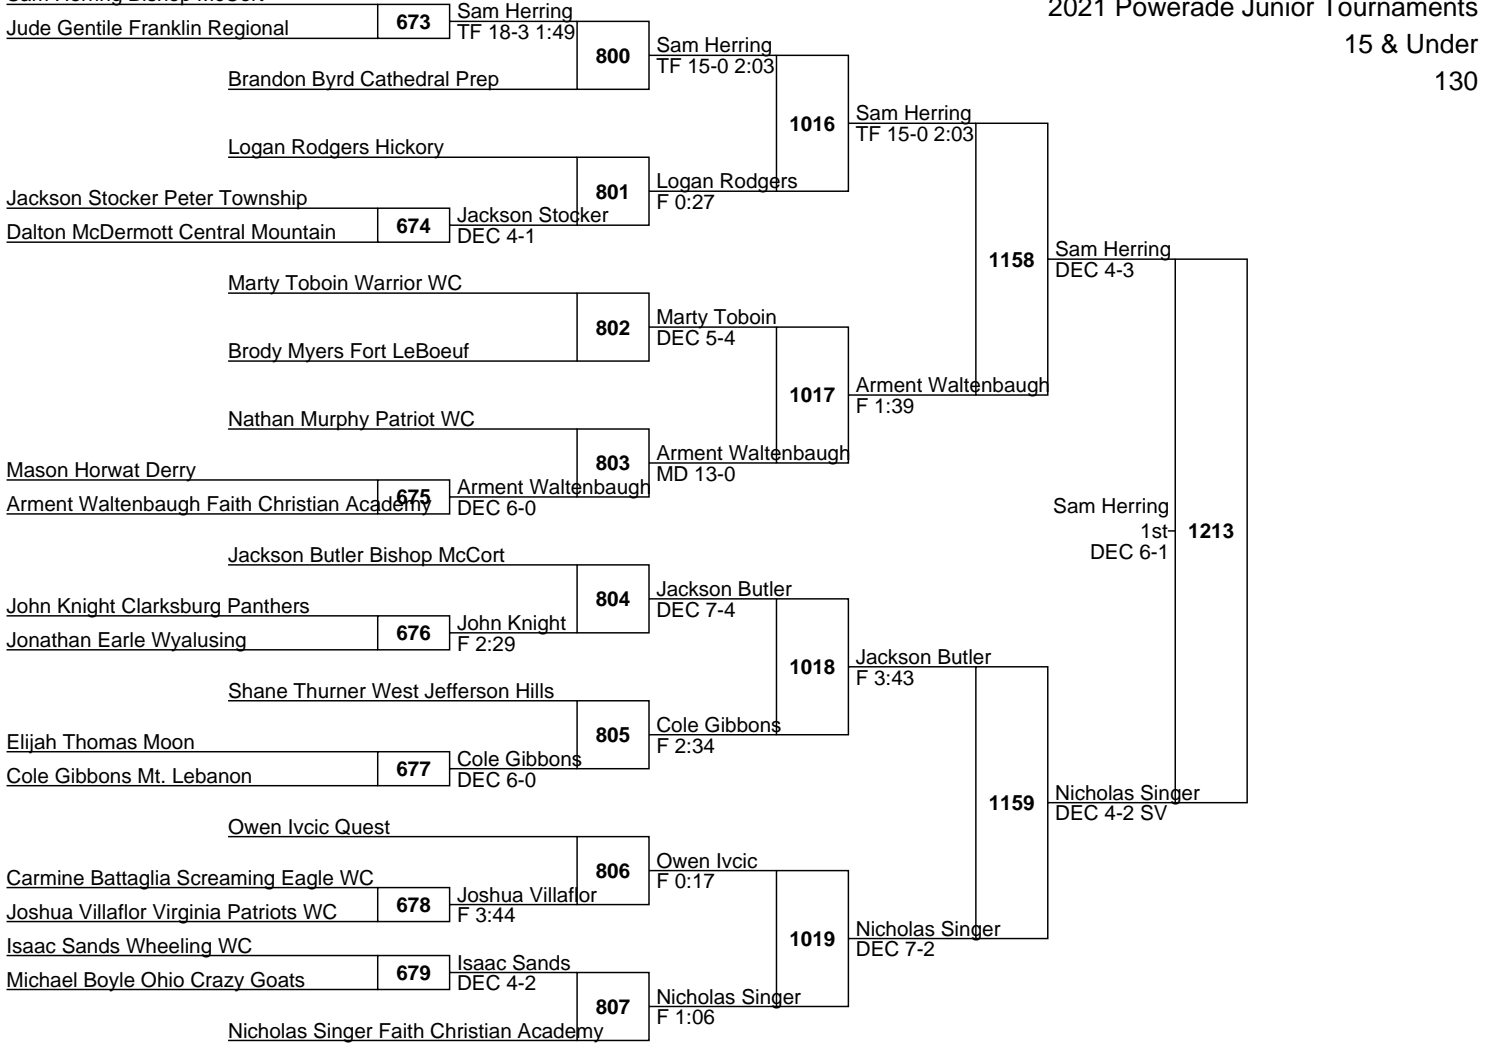 Sam Herring Bishop McCort
Jude Gentile Franklin Regional
673
Sam Herring
TF 18-3 1:49
Brandon Byrd Cathedral Prep
800
Sam Herring
TF 15-0 2:03
2021 Powerade Junior Tournaments
15 & Under
130
Logan Rodgers Hickory
Jackson Stocker Peter Township
Dalton McDermott Central Mountain
674
Jackson Stocker
DEC 4-1
801
Logan Rodgers
F 0:27
1016
Sam Herring
TF 15-0 2:03
Marty Toboin Warrior WC
Brody Myers Fort LeBoeuf
802
Marty Toboin
DEC 5-4
Nathan Murphy Patriot WC
Mason Horwat Derry
Arment Waltenbaugh Faith Christian Academy
675
Arment Waltenbaugh
DEC 6-0
803
Arment Waltenbaugh
MD 13-0
1017
Arment Waltenbaugh
F 1:39
1158
Sam Herring
DEC 4-3
Jackson Butler Bishop McCort
John Knight Clarksburg Panthers
Jonathan Earle Wyalusing
676
John Knight
F 2:29
804
Jackson Butler
DEC 7-4
Shane Thurner West Jefferson Hills
Elijah Thomas Moon
Cole Gibbons Mt. Lebanon
677
Cole Gibbons
DEC 6-0
805
Cole Gibbons
F 2:34
1018
Jackson Butler
F 3:43
Owen Ivcic Quest
Carmine Battaglia Screaming Eagle WC
Joshua Villaflor Virginia Patriots WC
678
Joshua Villaflor
F 3:44
806
Owen Ivcic
F 0:17
Isaac Sands Wheeling WC
Michael Boyle Ohio Crazy Goats
679
Isaac Sands
DEC 4-2
Nicholas Singer Faith Christian Academy
807
Nicholas Singer
F 1:06
1019
Nicholas Singer
DEC 7-2
1159
Nicholas Singer
DEC 4-2 SV
Sam Herring
1st
DEC 6-1
1213